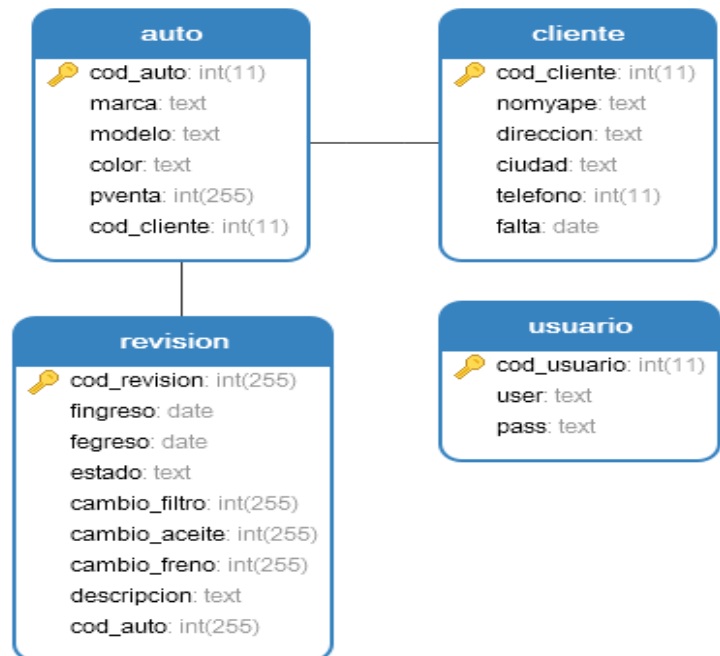 auto
cod_auto: int(11)
marca: text
modelo: text
color: text
pventa: int(255)
cod_cliente: int(11)
cliente
cod_cliente: int(11)
nomyape: text
direccion: text
ciudad: text
telefono: int(11)
falta: date
revision
cod_revision: int(255)
fingreso: date
fegreso: date
estado: text
cambio_filtro: int(255)
cambio_aceite: int(255)
cambio_freno: int(255)
descripcion: text
cod_auto: int(255)
usuario
cod_usuario: int(11)
user: text
pass: text